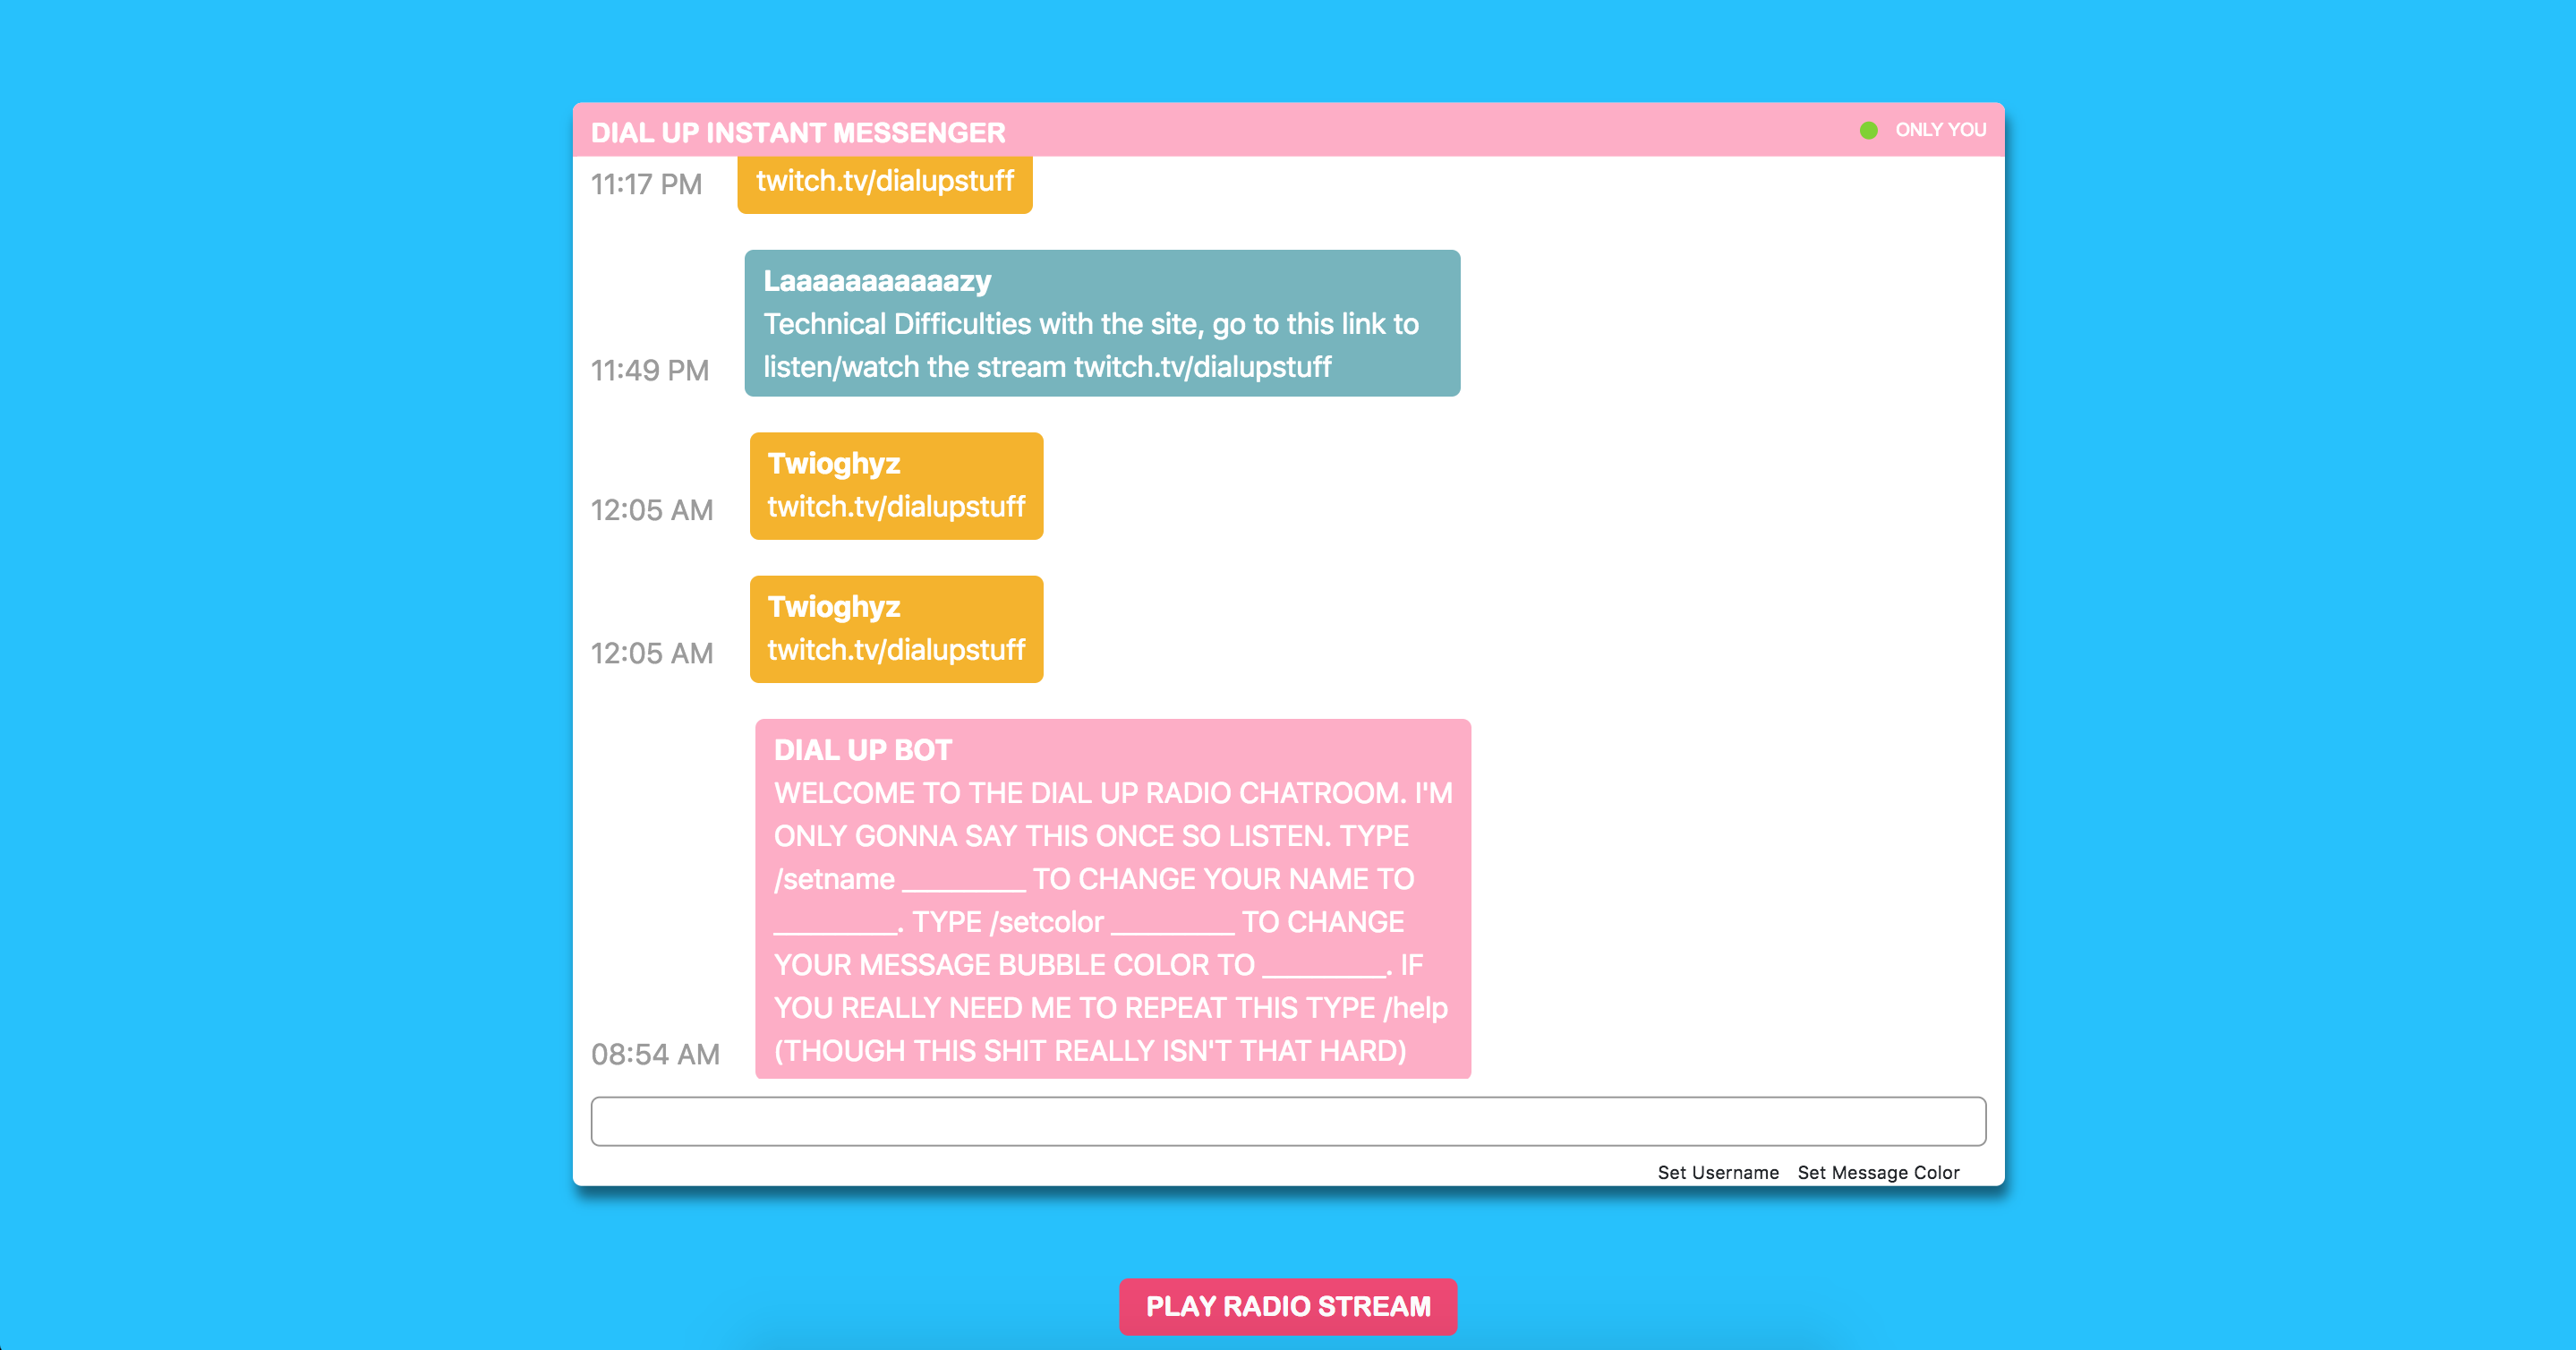 DIAL UP INSTANT MESSENGER
ONLY YOU
11:17 PM
twitch.tv/dialupstuff
Laaaaaaaaaaazy
Technical Difficulties with the site, go to this link to
listen/watch the stream twitch.tv/dialupstuff
11:49 PM
Twioghyz
twitch.tv/dialupstuff
12:05 AM
Twioghyz
twitch.tv/dialupstuff
12:05 AM
DIAL UP BOT
WELCOME TO THE DIAL UP RADIO CHATROOM. I'M
ONLY GONNA SAY THIS ONCE SO LISTEN. TYPE
/setname _________ TO CHANGE YOUR NAME TO
_________. TYPE /setcolor _________ TO CHANGE
YOUR MESSAGE BUBBLE COLOR TO _________. IF
YOU REALLY NEED ME TO REPEAT THIS TYPE /help
(THOUGH THIS SHIT REALLY ISN'T THAT HARD)
08:54 AM
Set Username
Set Message Color
PLAY RADIO STREAM